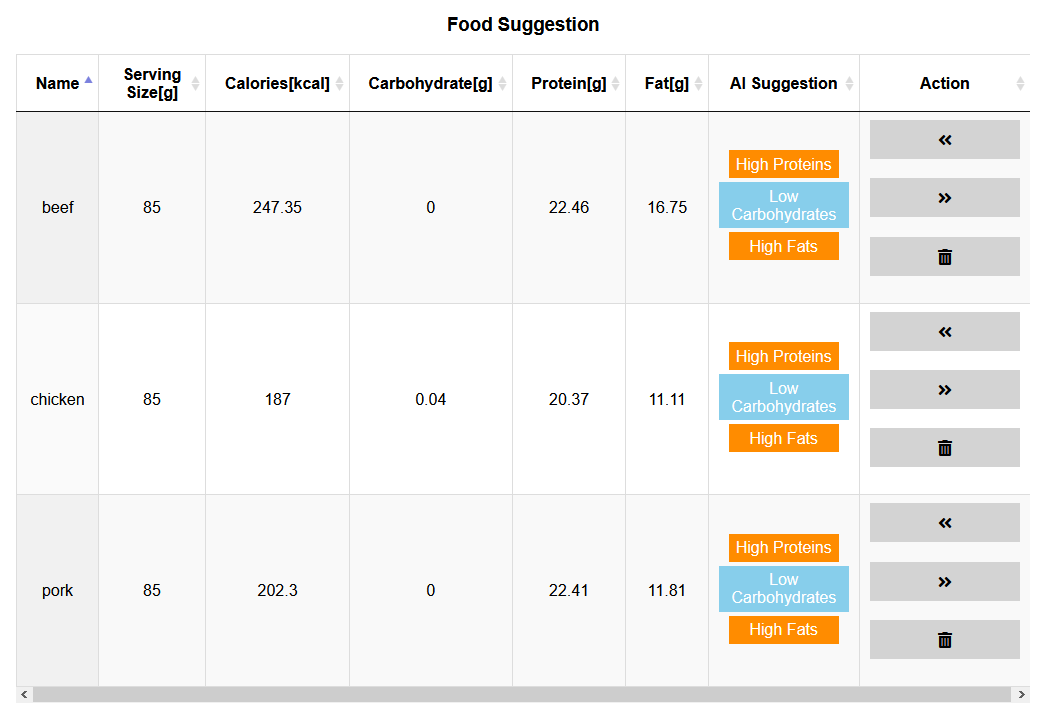 Food Suggestion
Name Serving Size[g] Calories[kcal] Carbohydrate[g] Protein[g] Fat[g] AI Suggestion Action
beef 85 247.35 0 22.46 16.75
High Proteins
Low
Carbohydrates
High Fats
chicken 85 187 0.04 20.37 11.11
High Proteins
Low
Carbohydrates
High Fats
pork 85 202.3 0 22.41 11.81
High Proteins
Low
Carbohydrates
High Fats